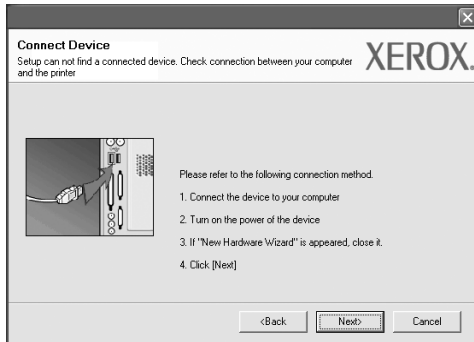 Connect Device
Setup can not find a connected device. Check connection between your computer
and the printer
XEROX.
Please refer to the following connection method.
1. Connect the device to your computer
2. Turn on the power of the device
3. If "New Hardware Wizard" is appeared, close it.
4. Click [Next]
<Back
Next>
Cancel